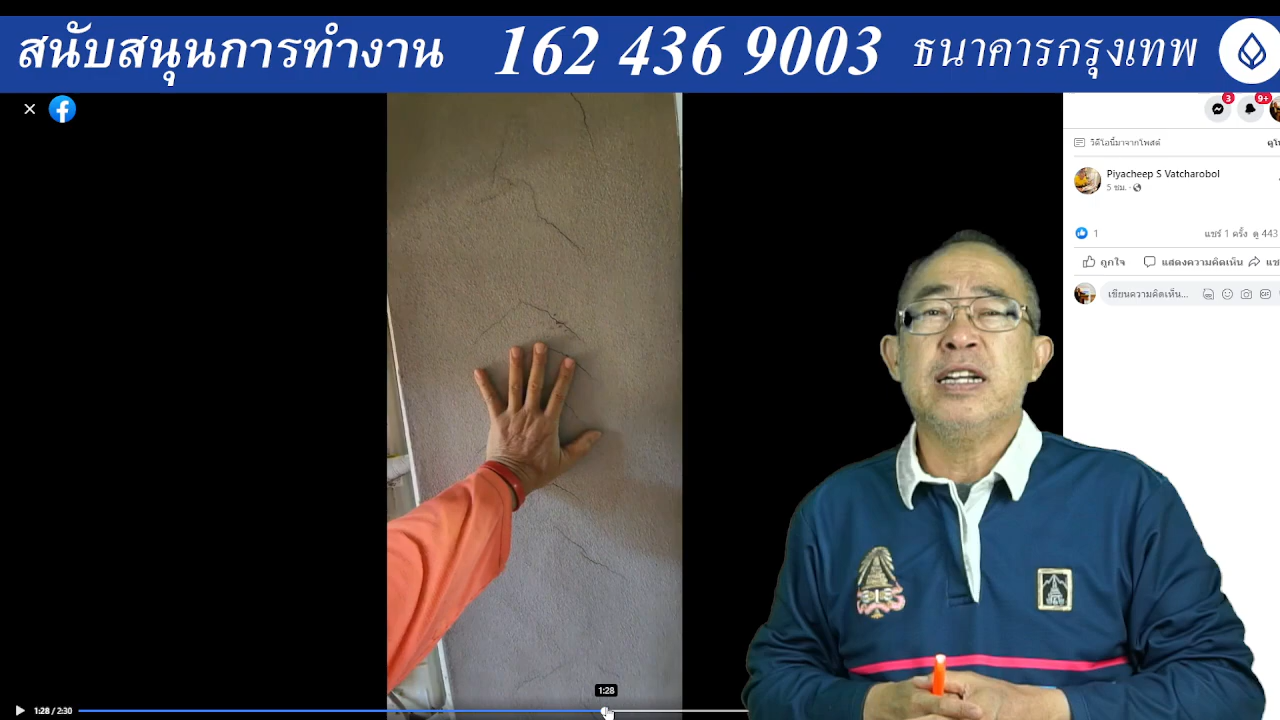 สนับสนุนการทำงาน 162 436 9003 ธนาคารกรุงเทพ
3 9+
วิดีโอนี้มาจากโพสต์
Piyacheep S Vatcharobol
5 ชม.
1 แชร์ 1 ครั้ง ดู 443
ถูกใจ แสดงความคิดเห็น
เขียนความคิดเห็น...
GIF
1:28
1:28 / 2:30